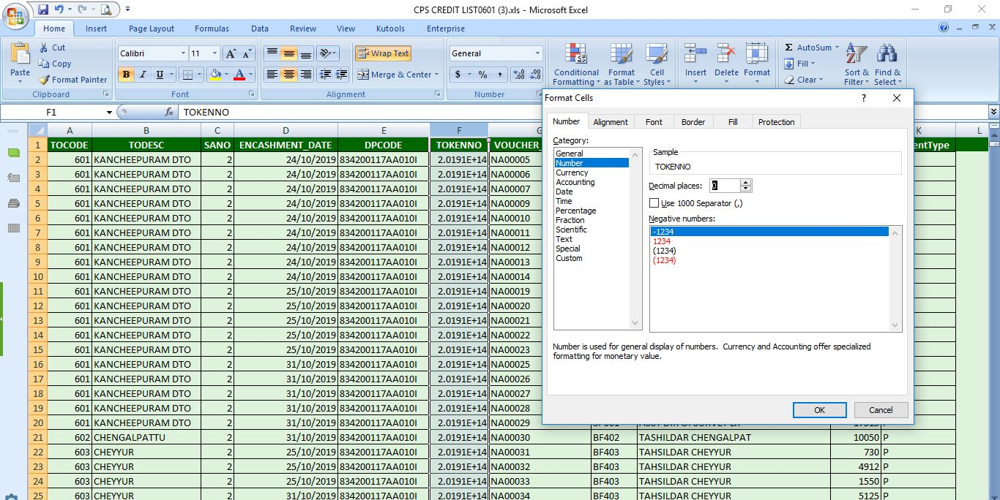 CPS CREDIT LIST0601 (3).xls - Microsoft Excel
Home Insert Page Layout Formulas Data Review View Kutools Enterprise
Paste Cut Copy Format Painter
Calibri 11
B I U
Wrap Text
Merge & Center
General
$ % ,
Conditional Formatting Format as Table Cell Styles
Insert Delete Format
Σ AutoSum Fill Clear
Sort & Filter Find & Select
Clipboard Font Alignment Number
F1 fx TOKENNO
A B C D E F G K L
1 TOCODE TODESC SANO ENCASHMENT_DATE DPCODE TOKENNO VOUCHER_ entType
2 601 KANCHEEPURAM DTO 2 24/10/2019 834200117AA010I 2.0191E+14 NA00005
3 601 KANCHEEPURAM DTO 2 24/10/2019 834200117AA010I 2.0191E+14 NA00006
4 601 KANCHEEPURAM DTO 2 24/10/2019 834200117AA010I 2.0191E+14 NA00007
5 601 KANCHEEPURAM DTO 2 24/10/2019 834200117AA010I 2.0191E+14 NA00009
6 601 KANCHEEPURAM DTO 2 24/10/2019 834200117AA010I 2.0191E+14 NA00010
7 601 KANCHEEPURAM DTO 2 24/10/2019 834200117AA010I 2.0191E+14 NA00011
8 601 KANCHEEPURAM DTO 2 24/10/2019 834200117AA010I 2.0191E+14 NA00012
9 601 KANCHEEPURAM DTO 2 24/10/2019 834200117AA010I 2.0191E+14 NA00013
10 601 KANCHEEPURAM DTO 2 24/10/2019 834200117AA010I 2.0191E+14 NA00014
11 601 KANCHEEPURAM DTO 2 25/10/2019 834200117AA010I 2.0191E+14 NA00019
12 601 KANCHEEPURAM DTO 2 25/10/2019 834200117AA010I 2.0191E+14 NA00020
13 601 KANCHEEPURAM DTO 2 25/10/2019 834200117AA010I 2.0191E+14 NA00021
14 601 KANCHEEPURAM DTO 2 25/10/2019 834200117AA010I 2.0191E+14 NA00022
15 601 KANCHEEPURAM DTO 2 25/10/2019 834200117AA010I 2.0191E+14 NA00023
16 601 KANCHEEPURAM DTO 2 31/10/2019 834200117AA010I 2.0191E+14 NA00025
17 601 KANCHEEPURAM DTO 2 31/10/2019 834200117AA010I 2.0191E+14 NA00026
18 601 KANCHEEPURAM DTO 2 31/10/2019 834200117AA010I 2.0191E+14 NA00027
19 601 KANCHEEPURAM DTO 2 31/10/2019 834200117AA010I 2.0191E+14 NA00028
20 601 KANCHEEPURAM DTO 2 31/10/2019 834200117AA010I 2.0191E+14 NA00029
21 602 CHENGALPATTU 2 31/10/2019 834200117AA010I 2.0191E+14 NA00030 BF402 TASHILDAR CHENGALPAT 10050 P
22 603 CHEYYUR 2 25/10/2019 834200117AA010I 2.0191E+14 NA00031 BF403 TAHSILDAR CHEYYUR 730 P
23 603 CHEYYUR 2 25/10/2019 834200117AA010I 2.0191E+14 NA00032 BF403 TAHSILDAR CHEYYUR 4912 P
24 603 CHEYYUR 2 25/10/2019 834200117AA010I 2.0191E+14 NA00033 BF403 TAHSILDAR CHEYYUR 1550 P
25 603 CHEYYUR 2 31/10/2019 834200117AA010I 2.0191E+14 NA00034 BF403 TAHSILDAR CHEYYUR 5125 P
Format Cells
Number Alignment Font Border Fill Protection
Category:
General
Number
Currency
Accounting
Date
Time
Percentage
Fraction
Scientific
Text
Special
Custom
Sample
TOKENNO
Decimal places: 0
Use 1000 Separator (,)
Negative numbers:
-1234
1234
(1234)
(1234)
Number is used for general display of numbers. Currency and Accounting offer specialized
formatting for monetary value.
OK Cancel